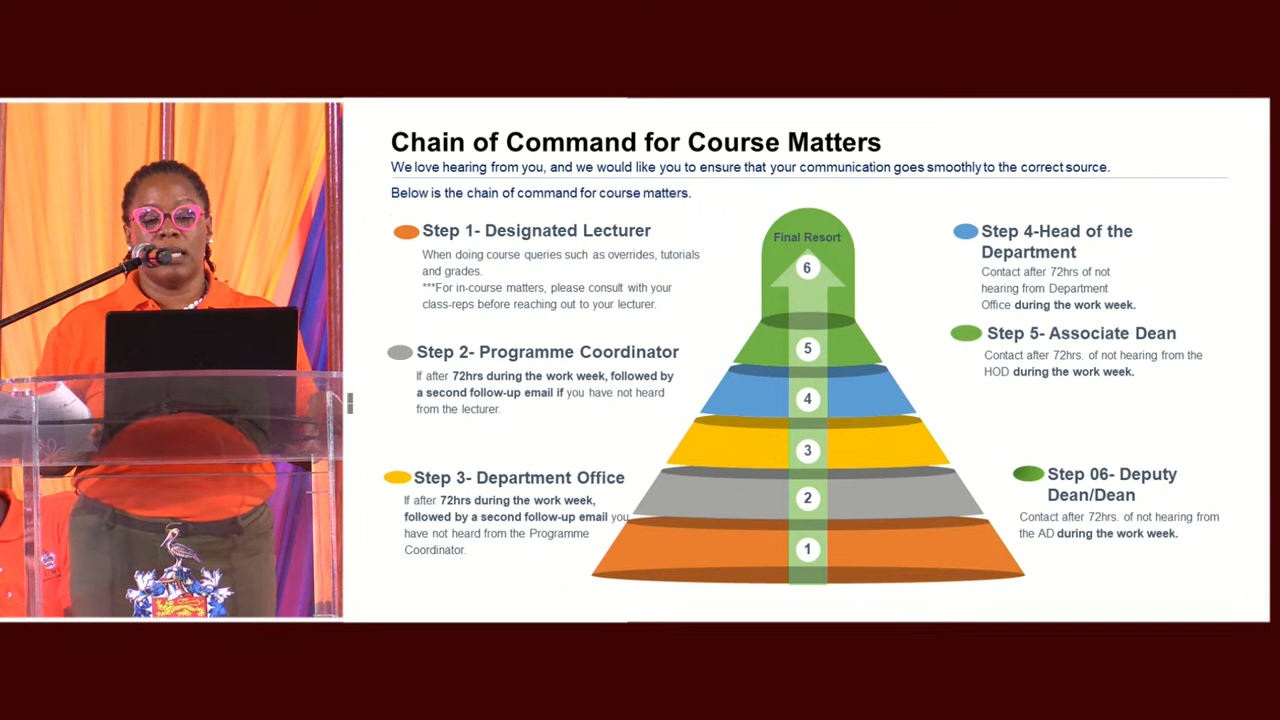 Chain of Command for Course Matters
We love hearing from you, and we would like you to ensure that your communication goes smoothly to the correct source.
Below is the chain of command for course matters.
Step 1- Designated Lecturer
When doing course queries such as overrides, tutorials
and grades.
***For in-course matters, please consult with your
class-reps before reaching out to your lecturer.
Step 2- Programme Coordinator
If after 72hrs during the work week, followed by
a second follow-up email if you have not heard
from the lecturer.
Step 3- Department Office
If after 72hrs during the work week,
followed by a second follow-up email you
have not heard from the Programme
Coordinator.
Final Resort
6
5
4
3
2
1
Step 4-Head of the
Department
Contact after 72hrs of not
hearing from Department
Office during the work week.
Step 5- Associate Dean
Contact after 72hrs. of not hearing from the
HOD during the work week.
Step 06- Deputy
Dean/Dean
Contact after 72hrs. of not hearing from
the AD during the work week.